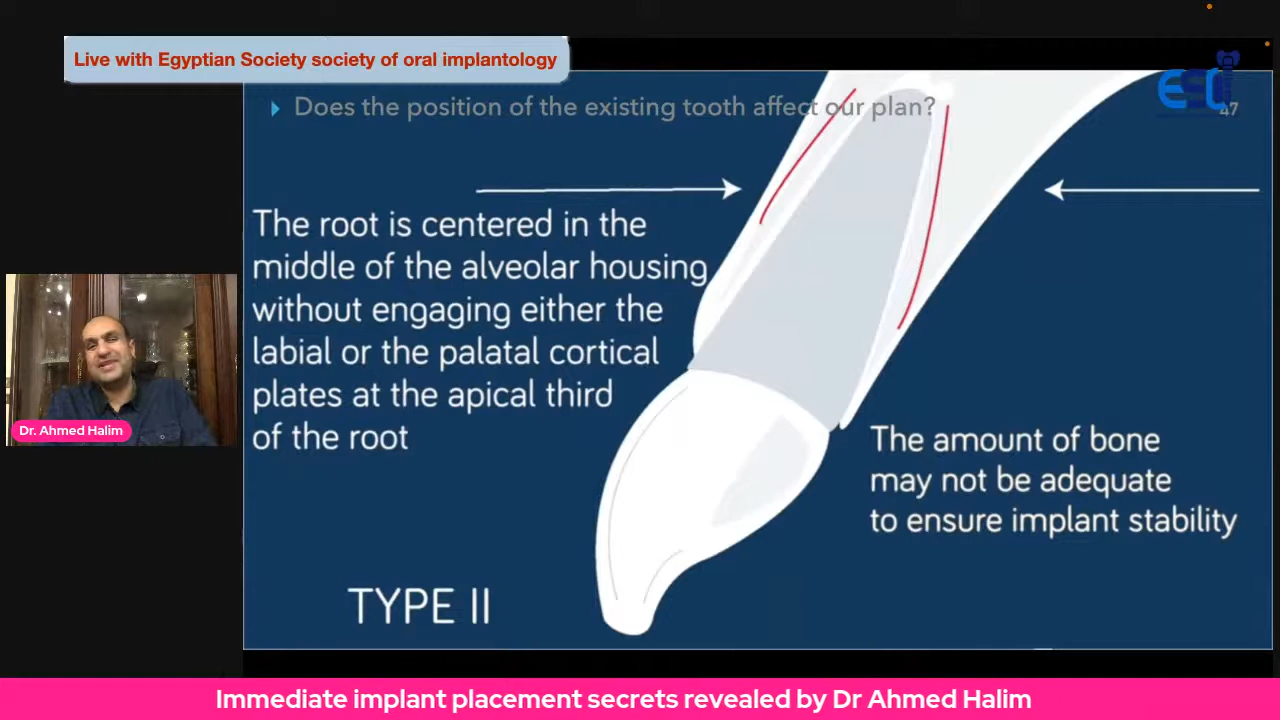 Live with Egyptian Society society of oral implantology
Does the position of the existing tooth affect our plan?
ESOI
47
The root is centered in the
middle of the alveolar housing
without engaging either the
labial or the palatal cortical
plates at the apical third
of the root
The amount of bone
may not be adequate
to ensure implant stability
TYPE II
Dr. Ahmed Halim
Immediate implant placement secrets revealed by Dr Ahmed Halim